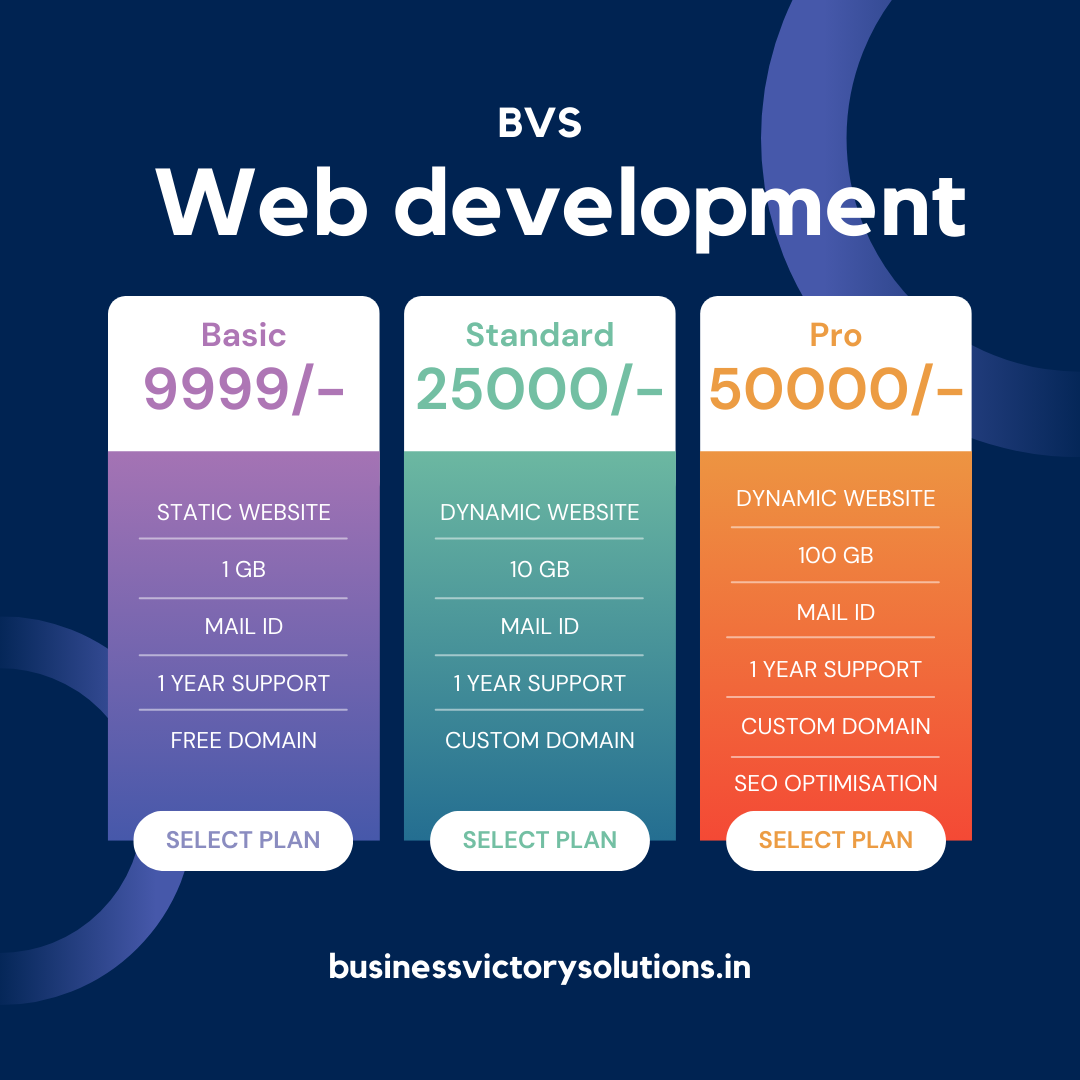 BVS
Web development
Basic
9999/-
STATIC WEBSITE
1 GB
MAIL ID
1 YEAR SUPPORT
FREE DOMAIN
SELECT PLAN
Standard
25000/-
DYNAMIC WEBSITE
10 GB
MAIL ID
1 YEAR SUPPORT
CUSTOM DOMAIN
SELECT PLAN
Pro
50000/-
DYNAMIC WEBSITE
100 GB
MAIL ID
1 YEAR SUPPORT
CUSTOM DOMAIN
SEO OPTIMISATION
SELECT PLAN
businessvictorysolutions.in